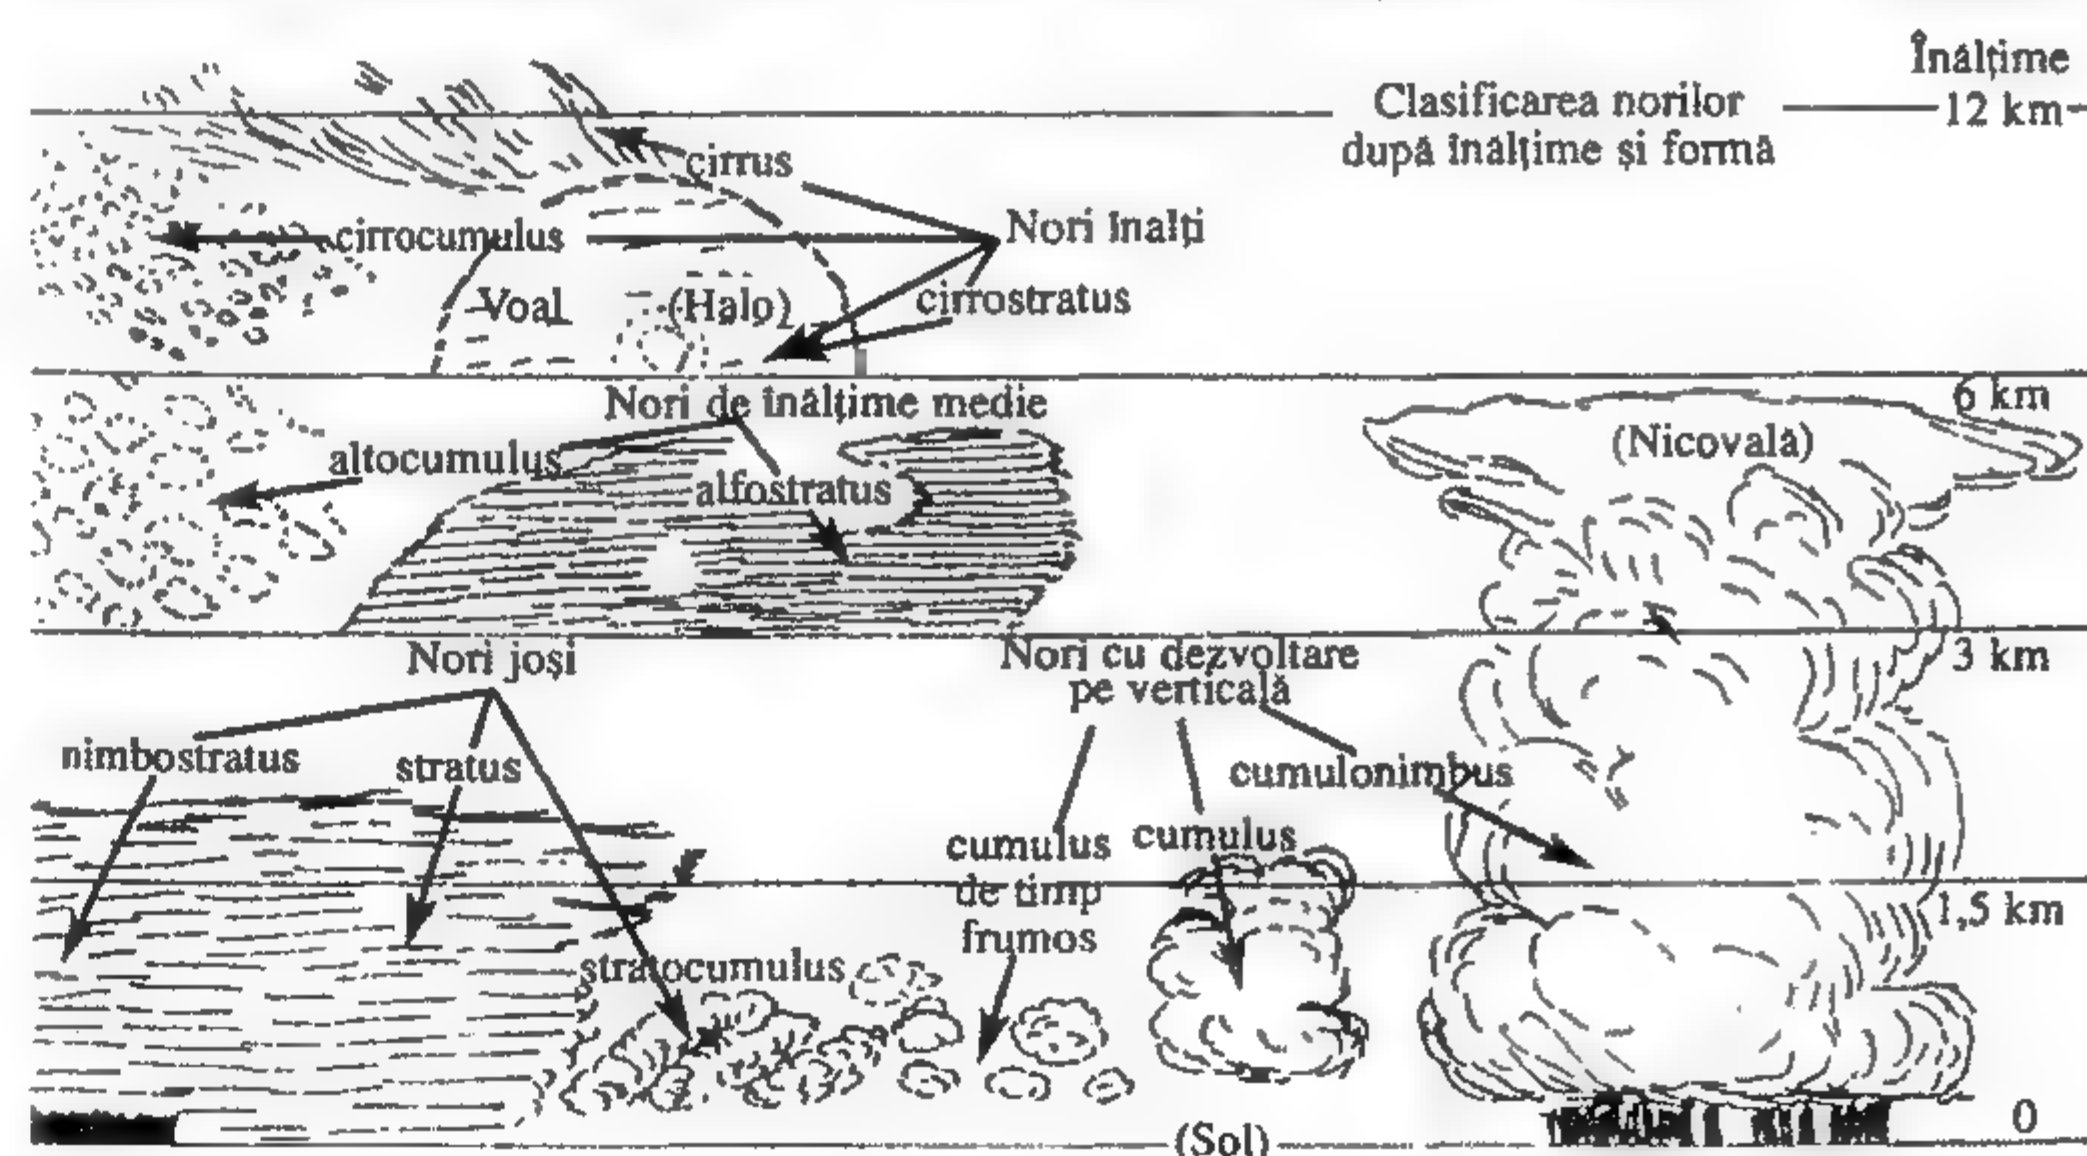 Înălțime
Clasificarea norilor
12 km
după înălțime și formă
cirrus
Nori înalți
cirrocumulus
Voal
(Halo)
cirrostratus
Nori de înălțime medie
6 km
(Nicovală)
altocumulus
alfostratus
Nori joși
Nori cu dezvoltare
pe verticală
3 km
nimbostratus
stratus
cumulonimbus
cumulus
de timp
frumos
cumulus
1,5 km
stratocumulus
0
(Sol)